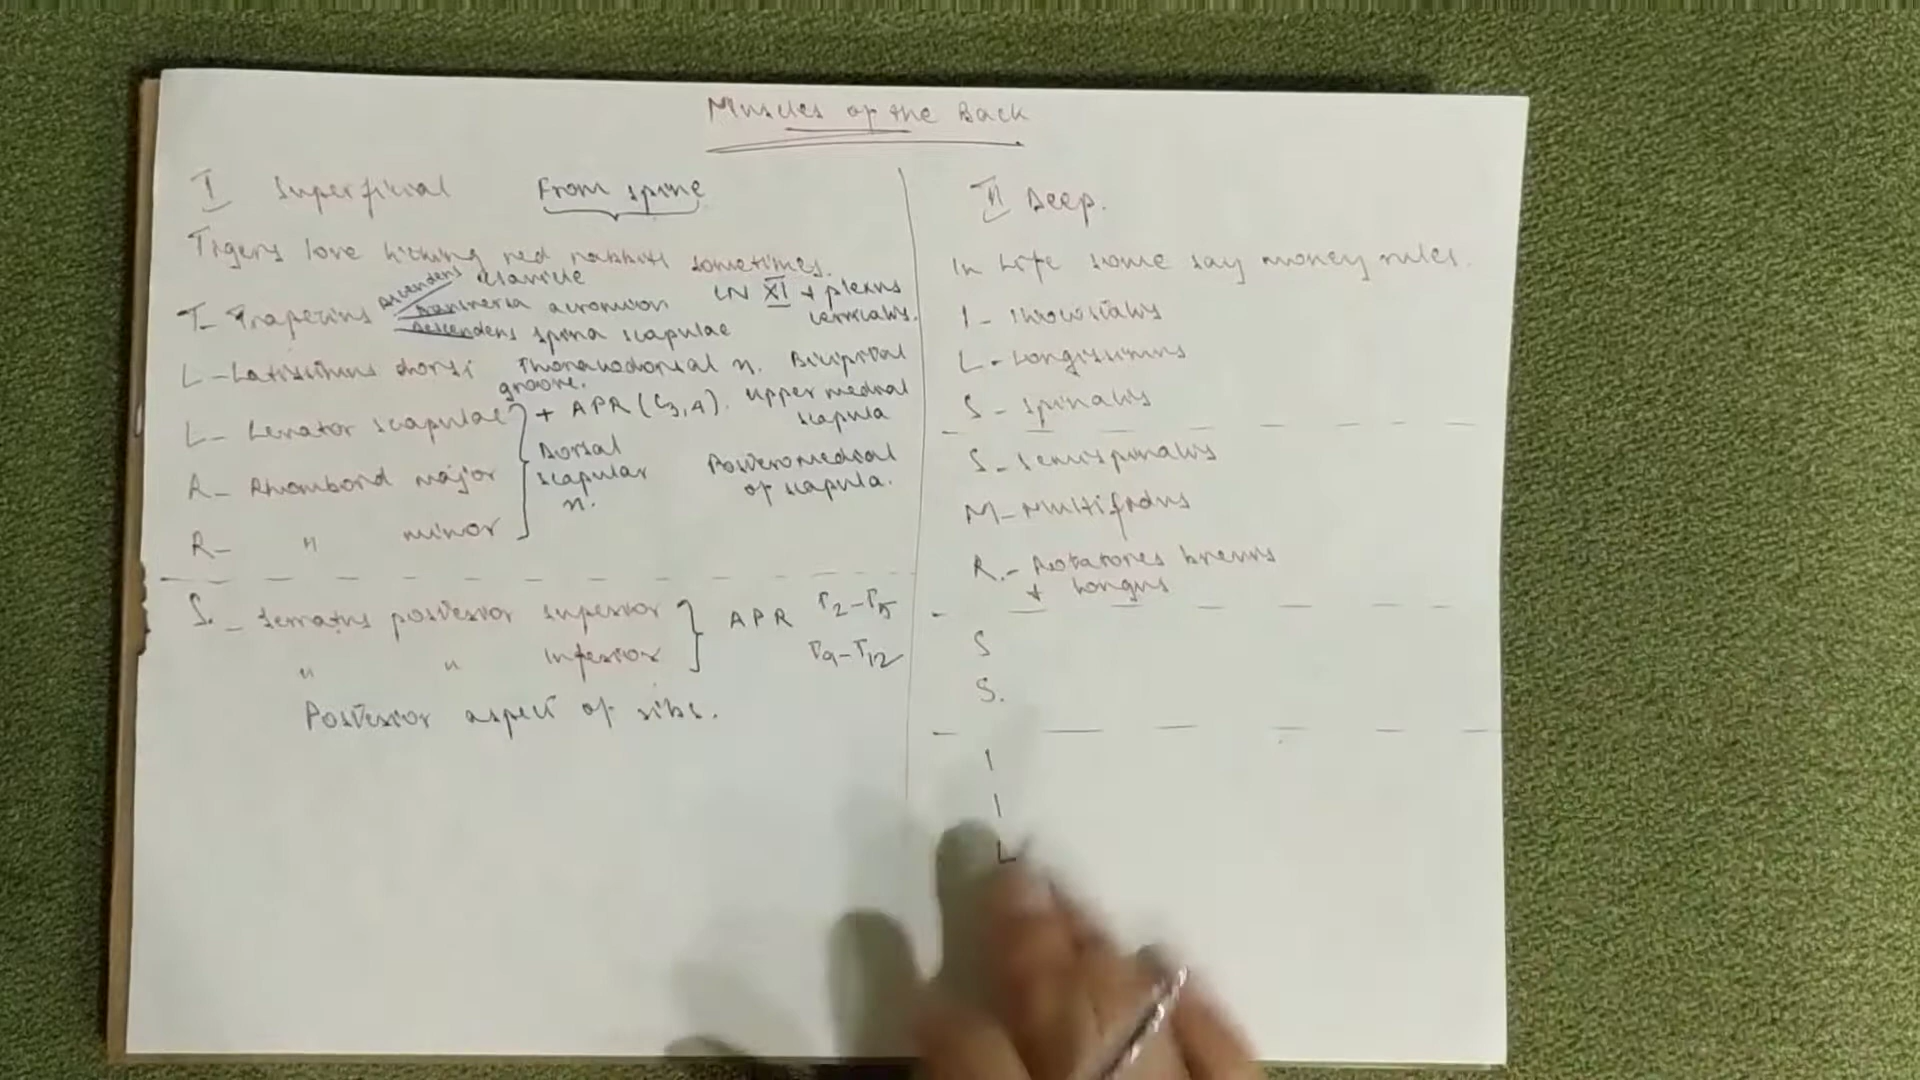 Muscles of the Back
I Superficial From spine
Tigers love kicking red rabbits sometimes.
T- Trapezius Ascendens clavicle
Transversa acromion CN XI + plexus
Descendens spina scapulae cervicalis.
L- Latissimus dorsi Thoracodorsal n. Bicipital
groove.
L- Levator scapulae + APR (C3,4). Upper medial
scapula
R- Rhomboid major Dorsal
scapular
n. Posteromedial
of scapula.
R- " minor
S.- Serratus posterior superior APR T2-T5
" " Inferior T9-T12
Posterior aspect of ribs.
II Deep.
In Life some say money rules.
I- Iliocostalis
L- Longissimus
S- Spinalis
S- Semispinalis
M- Multifidus
R.- Rotatores brevis
+ longus
S
S.
I
I
L